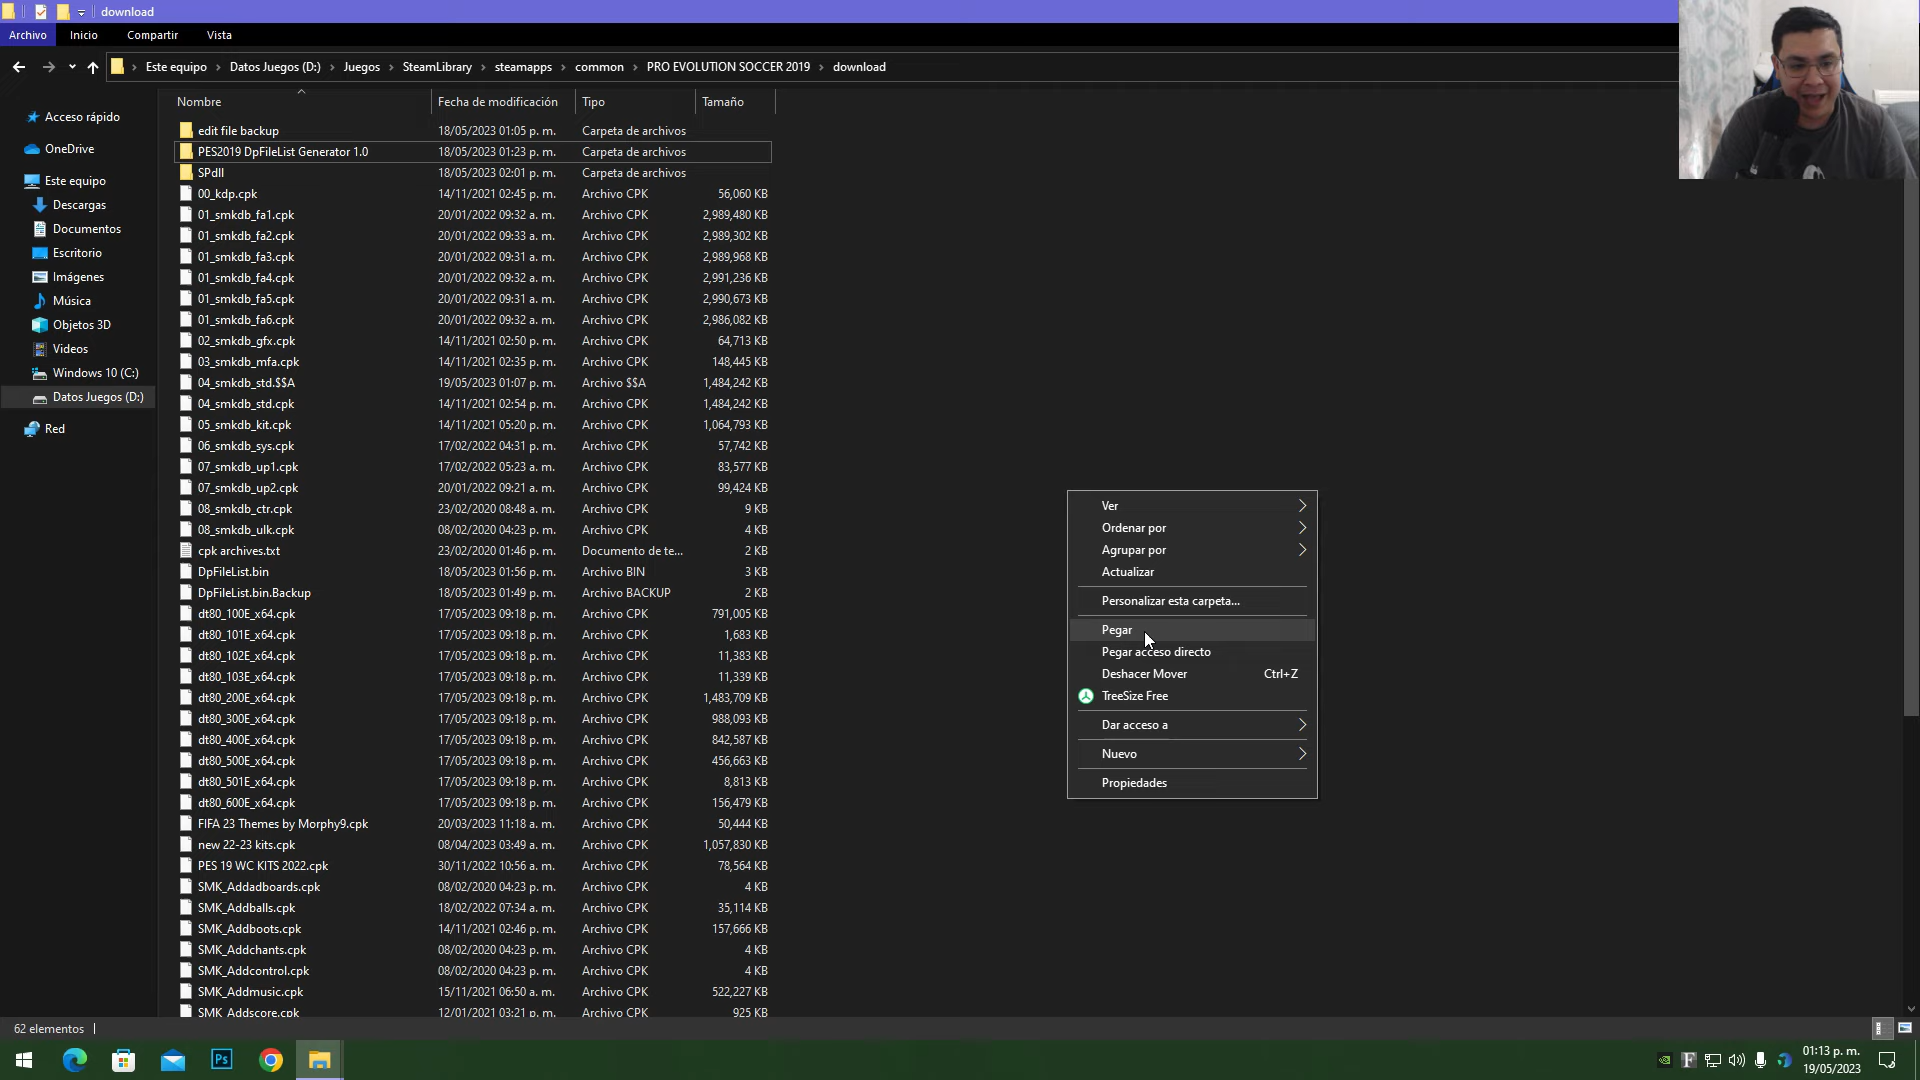 download
Archivo Inicio Compartir Vista
Este equipo Datos Juegos (D:) Juegos SteamLibrary steamapps common PRO EVOLUTION SOCCER 2019 download
Nombre Fecha de modificación Tipo Tamaño
Acceso rápido
OneDrive
Este equipo
Descargas
Documentos
Escritorio
Imágenes
Música
Objetos 3D
Videos
Windows 10 (C:)
Datos Juegos (D:)
Red
edit file backup 18/05/2023 01:05 p. m. Carpeta de archivos
PES2019 DpFileList Generator 1.0 18/05/2023 01:23 p. m. Carpeta de archivos
SPdll 18/05/2023 02:01 p. m. Carpeta de archivos
00_kdp.cpk 14/11/2021 02:45 p. m. Archivo CPK 56,060 KB
01_smkdb_fa1.cpk 20/01/2022 09:32 a. m. Archivo CPK 2,989,480 KB
01_smkdb_fa2.cpk 20/01/2022 09:33 a. m. Archivo CPK 2,989,302 KB
01_smkdb_fa3.cpk 20/01/2022 09:31 a. m. Archivo CPK 2,989,968 KB
01_smkdb_fa4.cpk 20/01/2022 09:32 a. m. Archivo CPK 2,991,236 KB
01_smkdb_fa5.cpk 20/01/2022 09:31 a. m. Archivo CPK 2,990,673 KB
01_smkdb_fa6.cpk 20/01/2022 09:32 a. m. Archivo CPK 2,986,082 KB
02_smkdb_gfx.cpk 14/11/2021 02:50 p. m. Archivo CPK 64,713 KB
03_smkdb_mfa.cpk 14/11/2021 02:35 p. m. Archivo CPK 148,445 KB
04_smkdb_std.$$A 19/05/2023 01:07 p. m. Archivo $$A 1,484,242 KB
04_smkdb_std.cpk 14/11/2021 02:54 p. m. Archivo CPK 1,484,242 KB
05_smkdb_kit.cpk 14/11/2021 05:20 p. m. Archivo CPK 1,064,793 KB
06_smkdb_sys.cpk 17/02/2022 04:31 p. m. Archivo CPK 57,742 KB
07_smkdb_up1.cpk 17/02/2022 05:23 a. m. Archivo CPK 83,577 KB
07_smkdb_up2.cpk 20/01/2022 09:21 a. m. Archivo CPK 99,424 KB
08_smkdb_ctr.cpk 23/02/2020 08:48 a. m. Archivo CPK 9 KB
08_smkdb_ulk.cpk 08/02/2020 04:23 p. m. Archivo CPK 4 KB
cpk archives.txt 23/02/2020 01:46 p. m. Documento de te... 2 KB
DpFileList.bin 18/05/2023 01:56 p. m. Archivo BIN 3 KB
DpFileList.bin.Backup 18/05/2023 01:49 p. m. Archivo BACKUP 2 KB
dt80_100E_x64.cpk 17/05/2023 09:18 p. m. Archivo CPK 791,005 KB
dt80_101E_x64.cpk 17/05/2023 09:18 p. m. Archivo CPK 1,683 KB
dt80_102E_x64.cpk 17/05/2023 09:18 p. m. Archivo CPK 11,383 KB
dt80_103E_x64.cpk 17/05/2023 09:18 p. m. Archivo CPK 11,339 KB
dt80_200E_x64.cpk 17/05/2023 09:18 p. m. Archivo CPK 1,483,709 KB
dt80_300E_x64.cpk 17/05/2023 09:18 p. m. Archivo CPK 988,093 KB
dt80_400E_x64.cpk 17/05/2023 09:18 p. m. Archivo CPK 842,587 KB
dt80_500E_x64.cpk 17/05/2023 09:18 p. m. Archivo CPK 456,663 KB
dt80_501E_x64.cpk 17/05/2023 09:18 p. m. Archivo CPK 8,813 KB
dt80_600E_x64.cpk 17/05/2023 09:18 p. m. Archivo CPK 156,479 KB
FIFA 23 Themes by Morphy9.cpk 20/03/2023 11:18 a. m. Archivo CPK 50,444 KB
new 22-23 kits.cpk 08/04/2023 03:49 a. m. Archivo CPK 1,057,830 KB
PES 19 WC KITS 2022.cpk 30/11/2022 10:56 a. m. Archivo CPK 78,564 KB
SMK_Addadboards.cpk 08/02/2020 04:23 p. m. Archivo CPK 4 KB
SMK_Addballs.cpk 18/02/2022 07:34 a. m. Archivo CPK 35,114 KB
SMK_Addboots.cpk 14/11/2021 02:46 p. m. Archivo CPK 157,666 KB
SMK_Addchants.cpk 08/02/2020 04:23 p. m. Archivo CPK 4 KB
SMK_Addcontrol.cpk 08/02/2020 04:23 p. m. Archivo CPK 4 KB
SMK_Addmusic.cpk 15/11/2021 06:50 a. m. Archivo CPK 522,227 KB
SMK_Addscore.cpk 12/01/2021 03:21 p. m. Archivo CPK 925 KB
Ver
Ordenar por
Agrupar por
Actualizar
Personalizar esta carpeta...
Pegar
Pegar acceso directo
Deshacer Mover Ctrl+Z
TreeSize Free
Dar acceso a
Nuevo
Propiedades
62 elementos
Ps
F
01:13 p. m.
19/05/2023